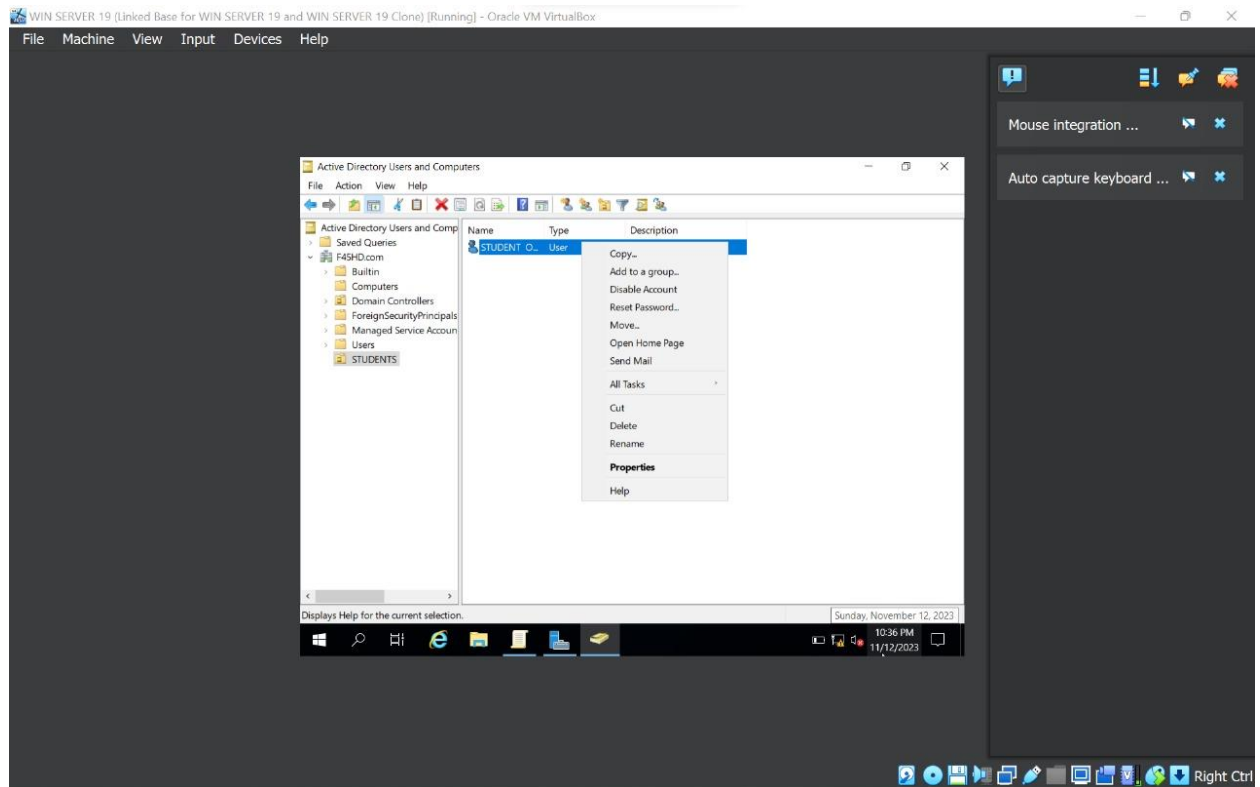 WIN SERVER 19 (Linked Base for WIN SERVER 19 and WIN SERVER 19 Clone) [Running] - Oracle VM VirtualBox
File Machine View Input Devices Help
Mouse integration ...
Auto capture keyboard ...
Active Directory Users and Computers
File Action View Help
Active Directory Users and Comp
Saved Queries
F4SHD.com
Builtin
Computers
Domain Controllers
ForeignSecurityPrincipals
Managed Service Accoun
Users
STUDENTS
Name Type Description
STUDENT O... User
Copy...
Add to a group...
Disable Account
Reset Password...
Move...
Open Home Page
Send Mail
All Tasks
Cut
Delete
Rename
Properties
Help
Displays Help for the current selection.
Sunday, November 12, 2023
10:36 PM
11/12/2023
Right Ctrl